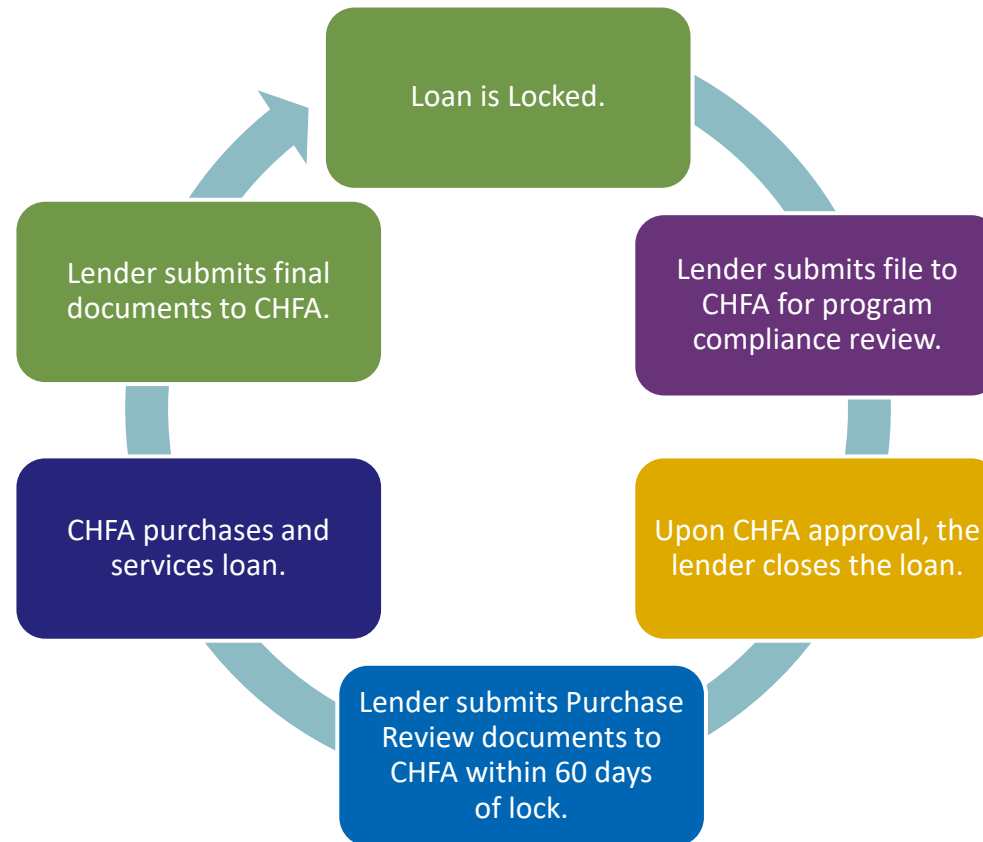 Loan is Locked.
Lender submits file to
CHFA for program
compliance review.
Upon CHFA approval, the
lender closes the loan.
Lender submits Purchase
Review documents to
CHFA within 60 days
of lock.
CHFA purchases and
services loan.
Lender submits final
documents to CHFA.